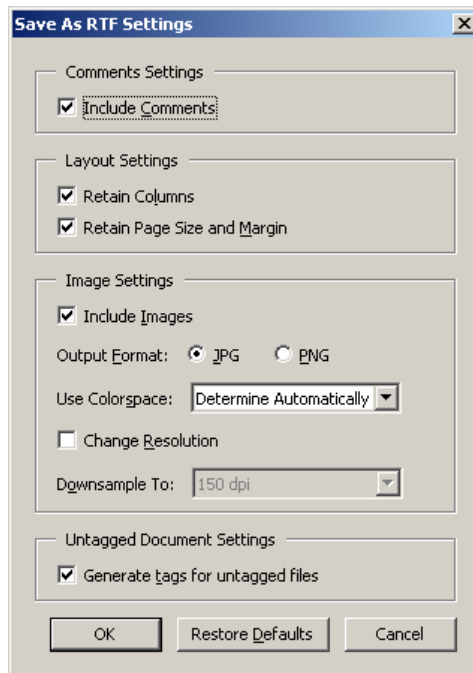 Save As RTF Settings
Comments Settings
Include Comments
Layout Settings
Retain Columns
Retain Page Size and Margin
Image Settings
Include Images
Output Format: JPG PNG
Use Colorspace: Determine Automatically
Change Resolution
Downsample To: 150 dpi
Untagged Document Settings
Generate tags for untagged files
OK Restore Defaults Cancel